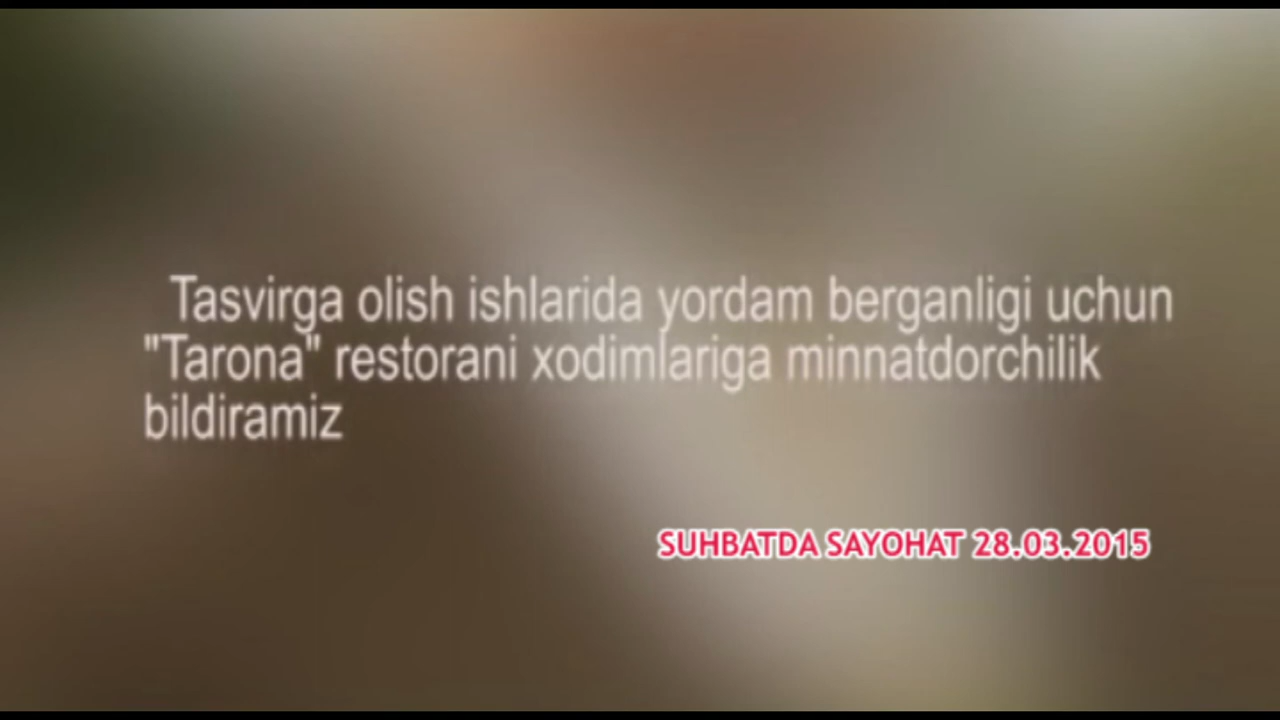 Tasvirga olish ishlarida yordam berganligi uchun
"Tarona" restorani xodimlariga minnatdorchilik
bildiramiz
SUHBATDA SAYOHAT 28.03.2015